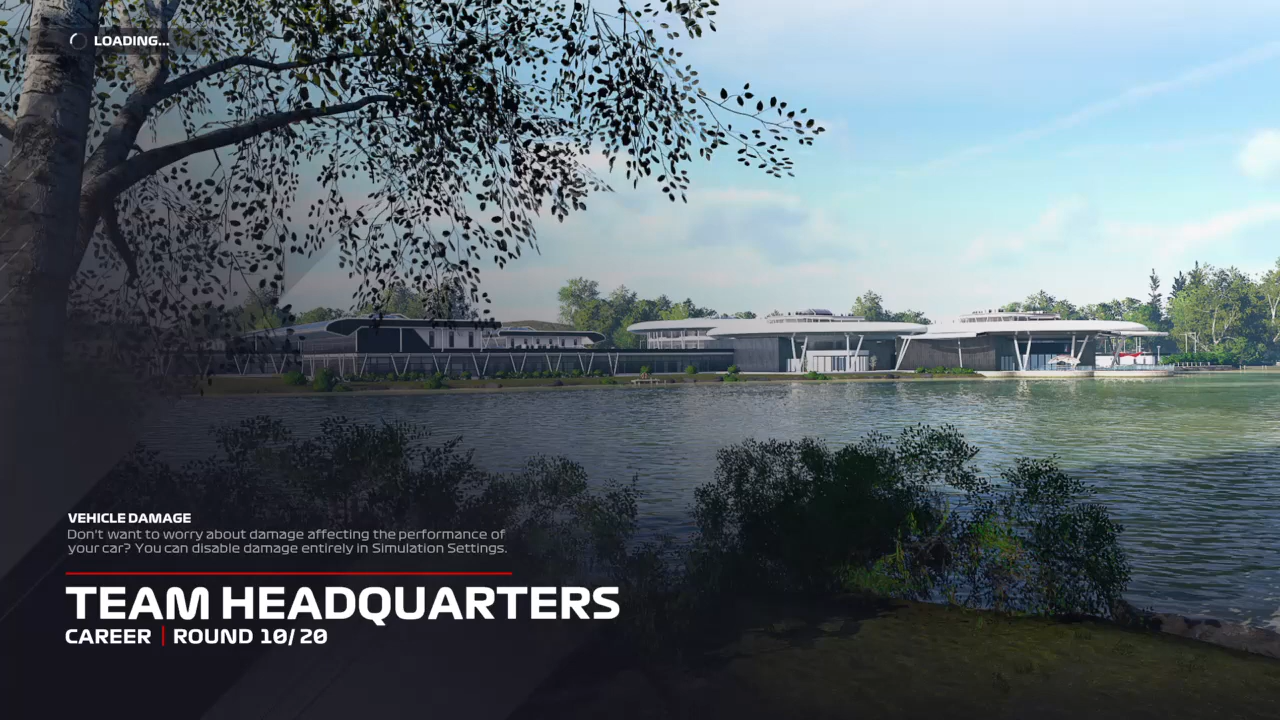 LOADING...
VEHICLE DAMAGE
Don't want to worry about damage affecting the performance of
your car? You can disable damage entirely in Simulation Settings.
TEAM HEADQUARTERS
CAREER | ROUND 10/20